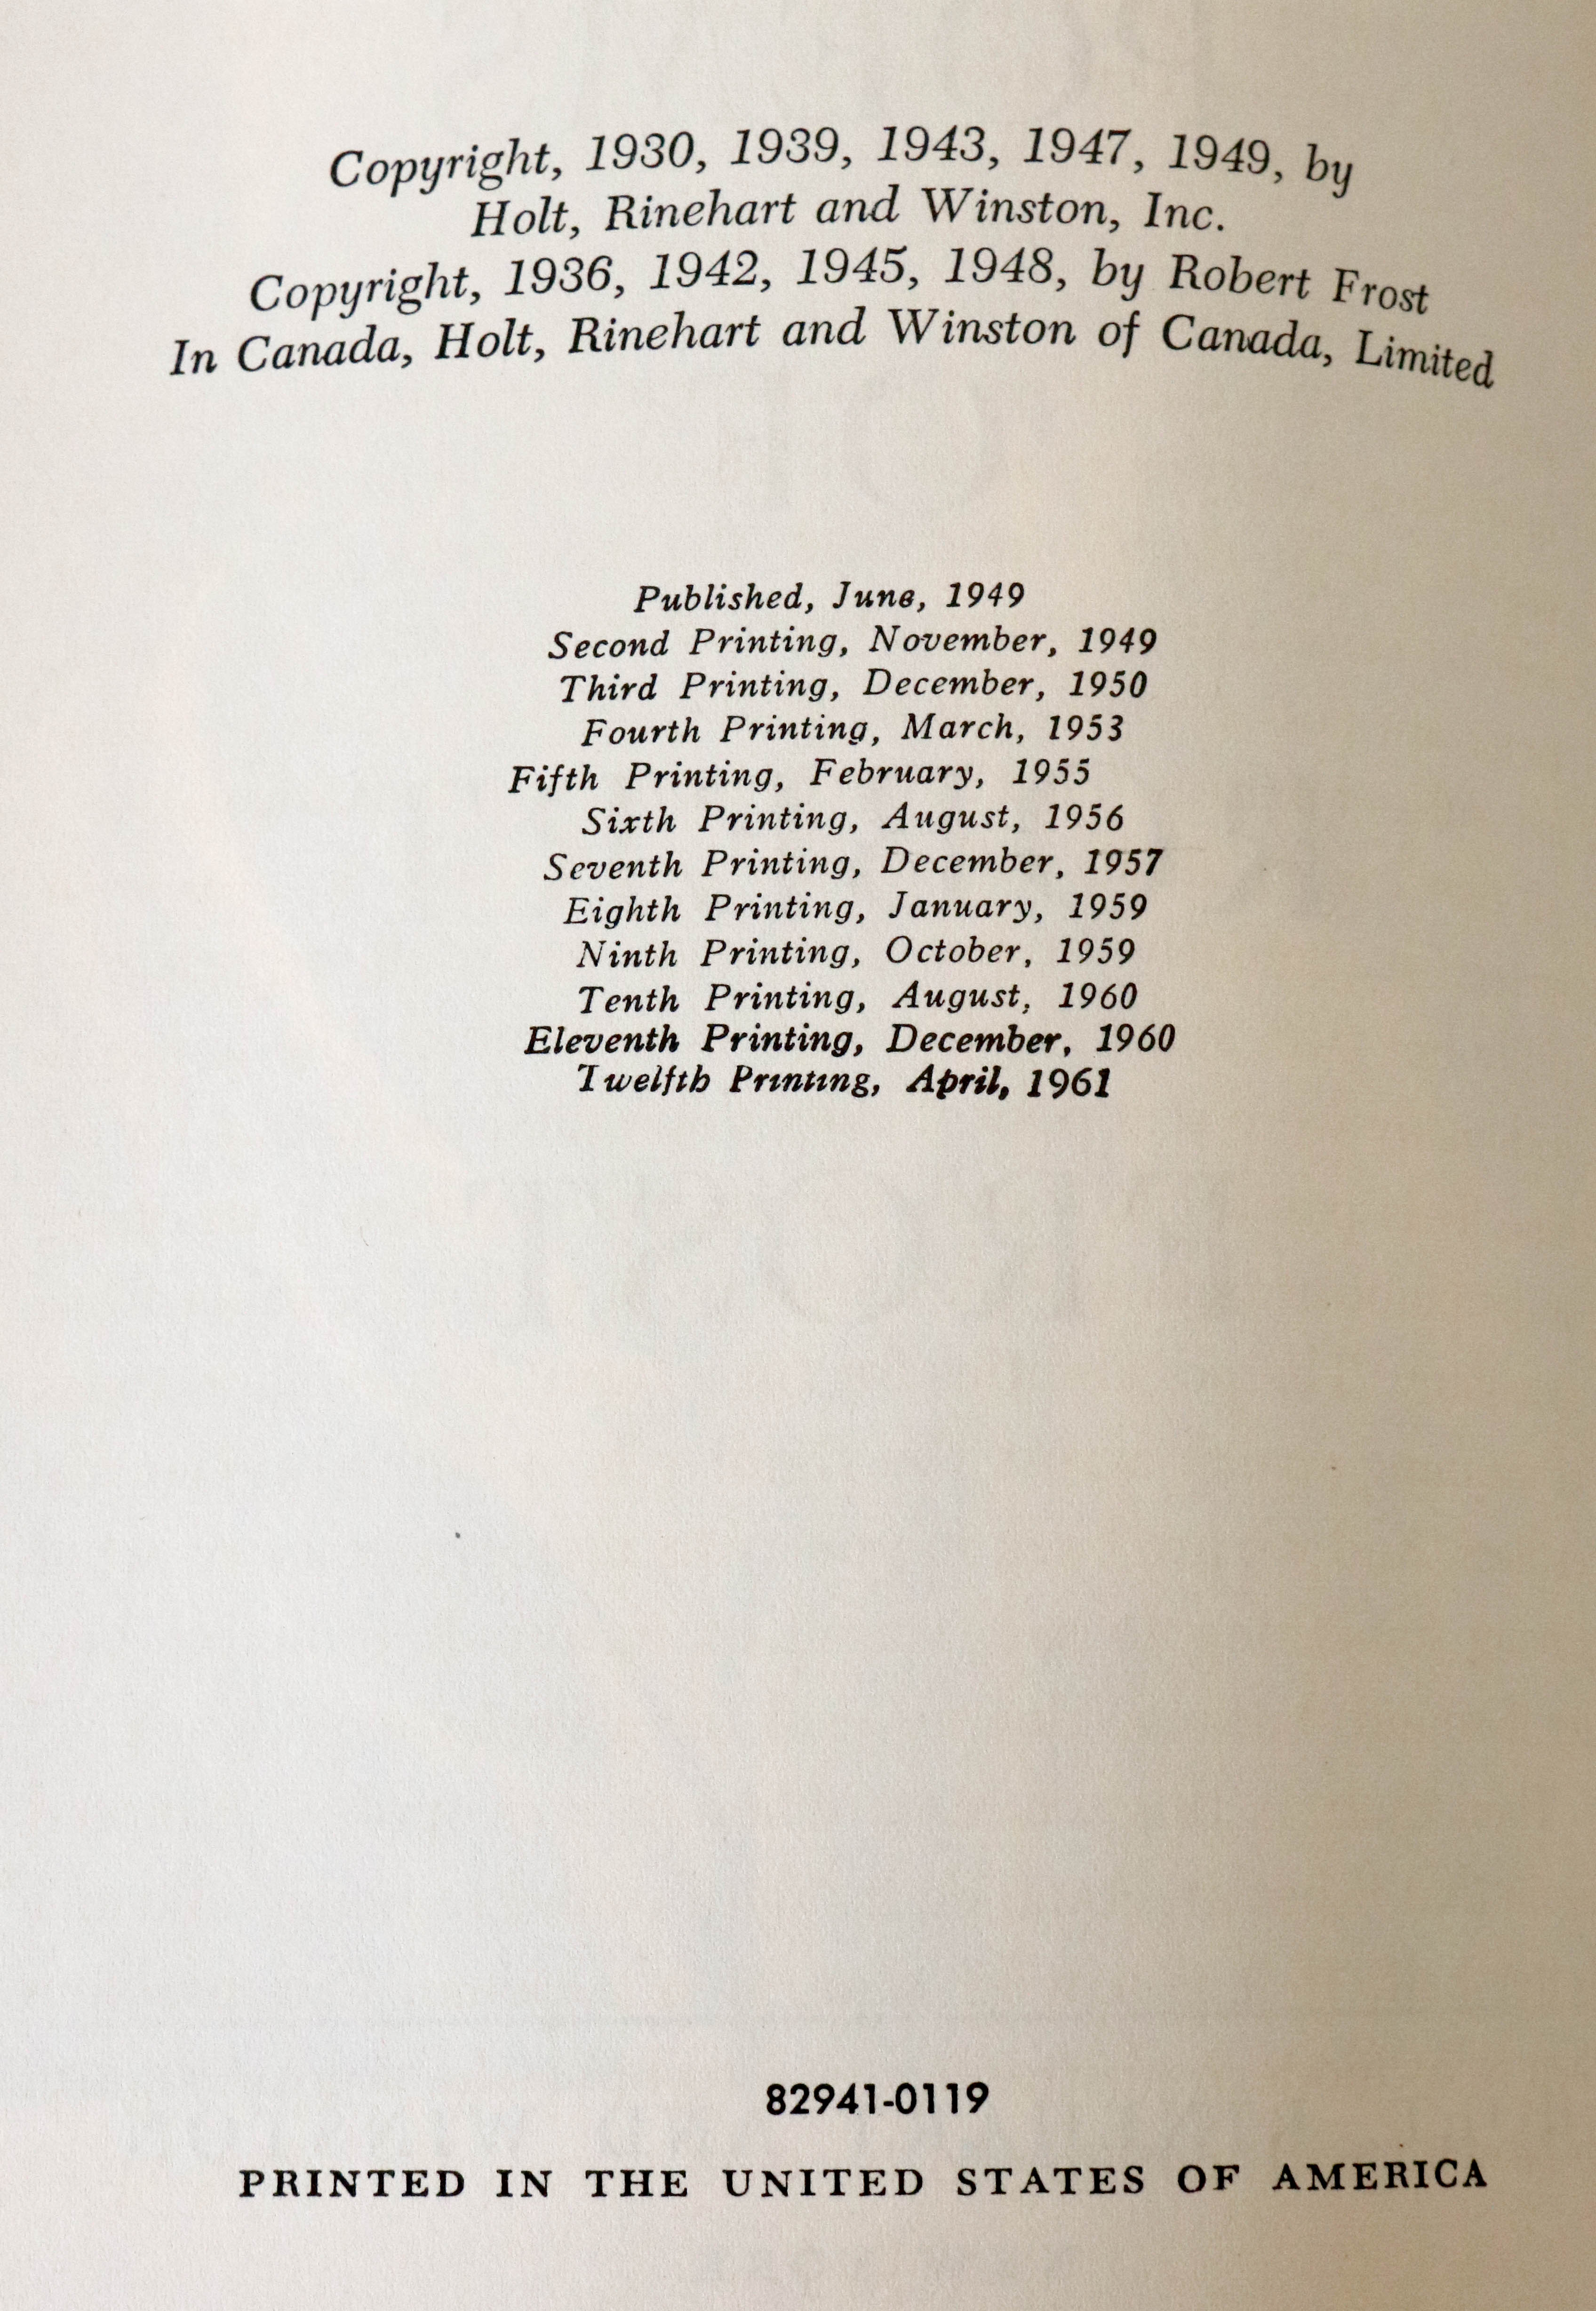 Copyright, 1930, 1939, 1943, 1947, 1949, by
Holt, Rinehart and Winston, Inc.
Copyright, 1936, 1942, 1945, 1948, by Robert Frost
In Canada, Holt, Rinehart and Winston of Canada, Limited
Published, June, 1949
Second Printing, November, 1949
Third Printing, December, 1950
Fourth Printing, March, 1953
Fifth Printing, February, 1955
Sixth Printing, August, 1956
Seventh Printing, December, 1957
Eighth Printing, January, 1959
Ninth Printing, October, 1959
Tenth Printing, August, 1960
Eleventh Printing, December, 1960
Twelfth Printing, April, 1961
82941-0119
PRINTED IN THE UNITED STATES OF AMERICA